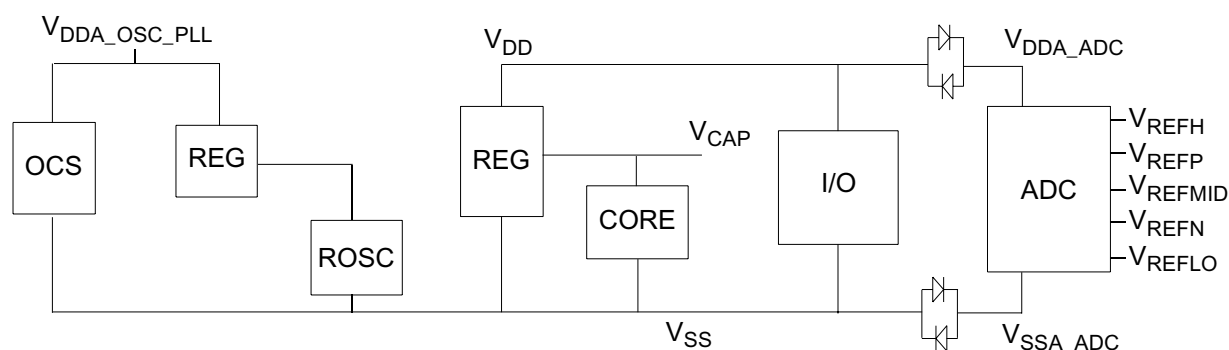 VDDA_OSC_PLL
VDD
VDDA_ADC
OCS
REG
ROSC
REG
VCAP
CORE
I/O
ADC
VREFH
VREFP
VREFMID
VREFN
VREFLO
VSS
VSSA_ADC